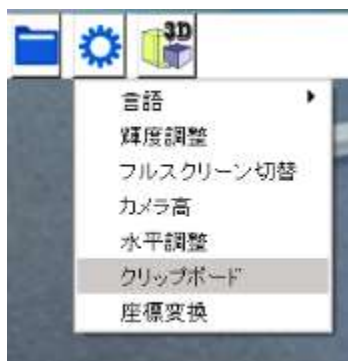 3D
言語
輝度調整
フルスクリーン切替
カメラ高
水平調整
クリップボード
座標変換